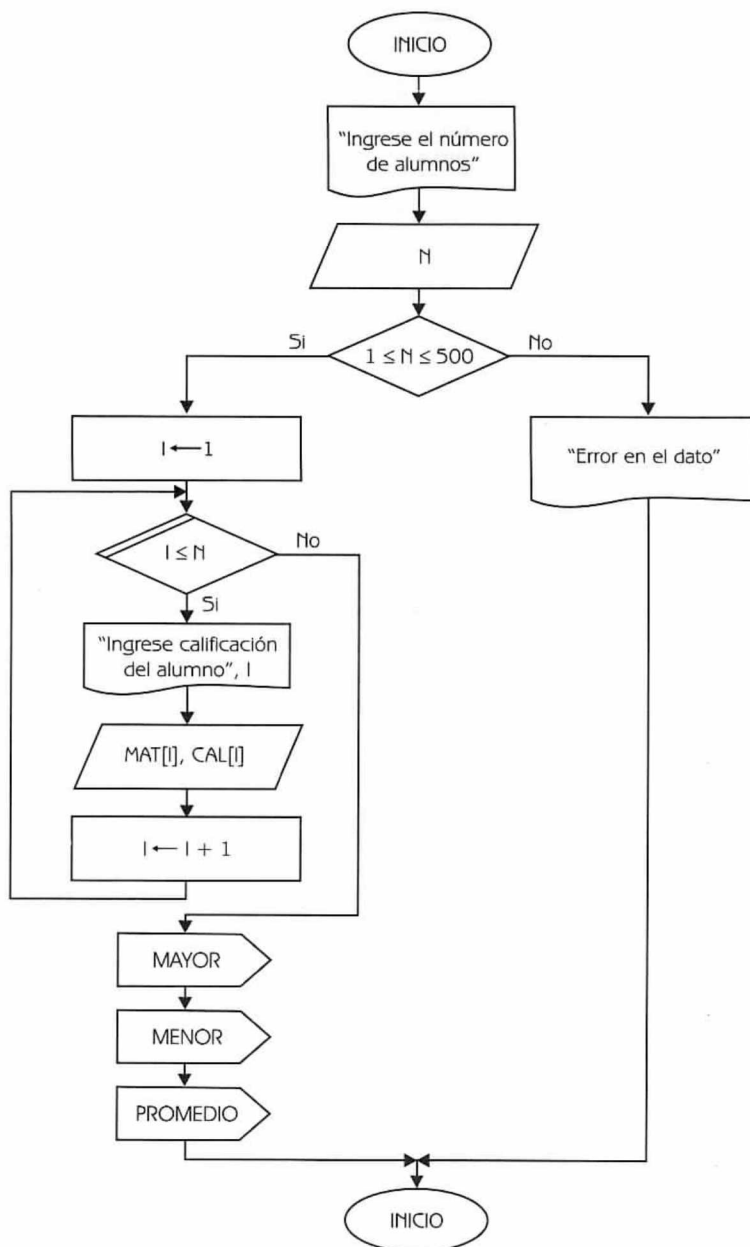 INICIO
"Ingrese el número
de alumnos"
N
Si
1 ≤ N ≤ 500
No
I ← 1
"Error en el dato"
I ≤ N
No
Si
"Ingrese calificación
del alumno", I
MAT[I], CAL[I]
I ← I + 1
MAYOR
MENOR
PROMEDIO
INICIO